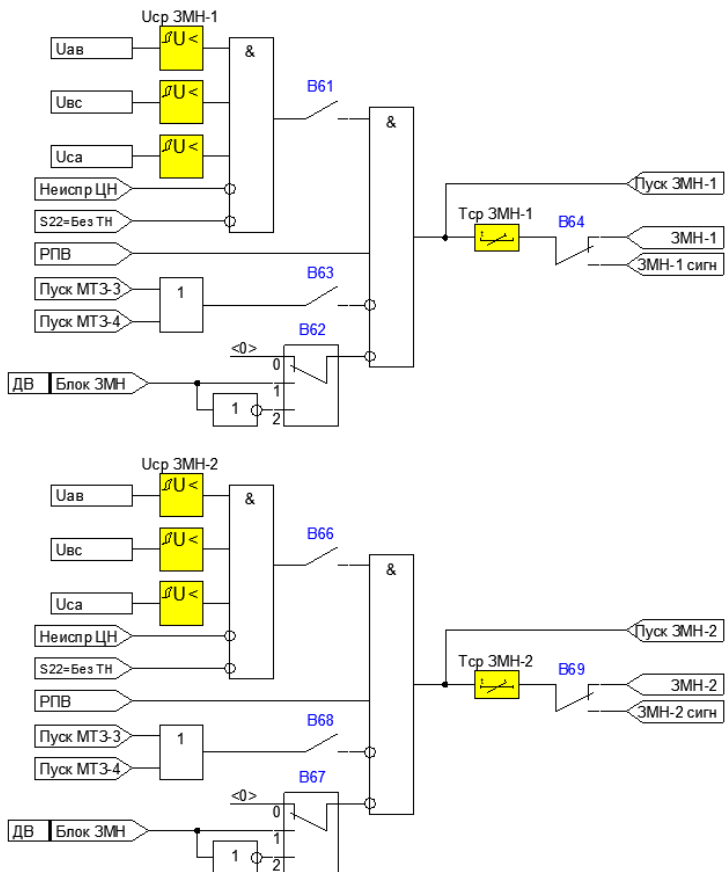 Uср ЗМН-1
Uав
U <
&
Uвс
U <
B61
&
Uса
U <
Неиспр ЦН
S22=Без ТН
РПВ
Пуск МТЗ-3
1
B63
Пуск МТЗ-4
B62
<0>
0
ДВ Блок ЗМН
1
1
2
Пуск ЗМН-1
Тср ЗМН-1
B64
ЗМН-1
ЗМН-1 сигн
Uср ЗМН-2
Uав
U <
&
Uвс
U <
B66
&
Uса
U <
Неиспр ЦН
S22=Без ТН
РПВ
Пуск МТЗ-3
1
B68
Пуск МТЗ-4
B67
<0>
0
ДВ Блок ЗМН
1
1
2
Пуск ЗМН-2
Тср ЗМН-2
B69
ЗМН-2
ЗМН-2 сигн